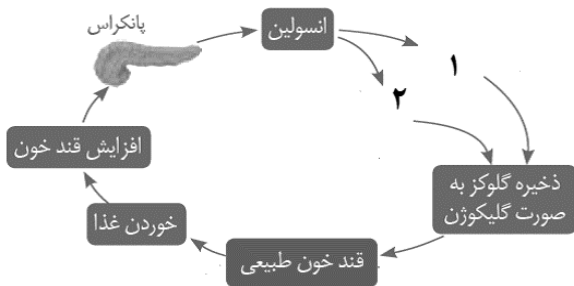 پانکراس
انسولین
۱
۲
ذخیره گلوکز به
صورت گلیکوژن
قند خون طبیعی
خوردن غذا
افزایش قند خون